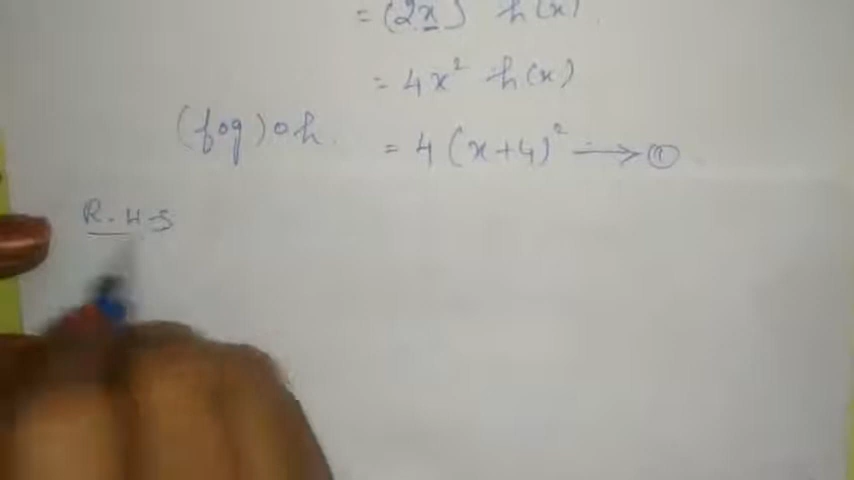 = (2x) h(x)
= 4x² h(x)
(fog)oh = 4(x+4)² → ①
R.H.S